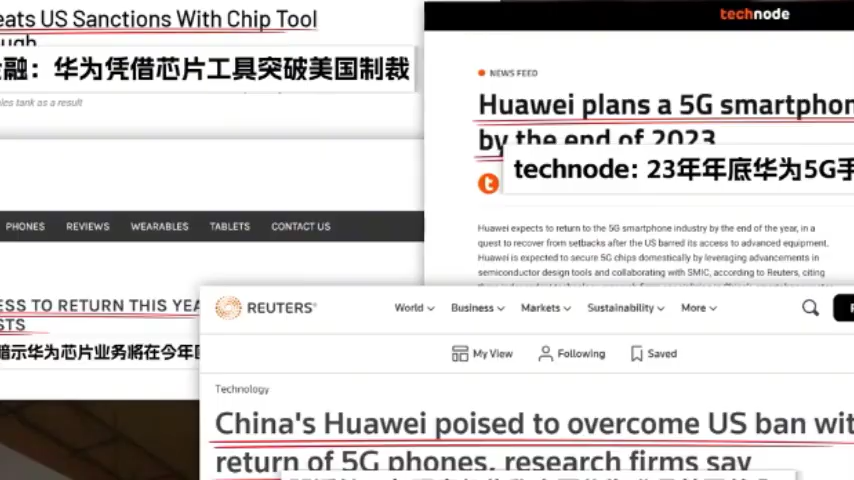 eats US Sanctions With Chip Tool
融：华为凭借芯片工具突破美国制裁
les tank as a result
PHONES REVIEWS WEARABLES TABLETS CONTACT US
ESS TO RETURN THIS YEA
STS
暗示华为芯片业务将在今年
technode
NEWS FEED
Huawei plans a 5G smartphon
by the end of 2023
technode：23年年底华为5G手
Huawei expects to return to the 5G smartphone industry by the end of the year, in a
quest to recover from setbacks after the US barred its access to advanced equipment.
Huawei is expected to secure 5G chips domestically by leveraging advancements in
semiconductor design tools and collaborating with SMIC, according to Reuters, citing
REUTERS
World Business Markets Sustainability More
My View Following Saved
Technology
China's Huawei poised to overcome US ban wit
return of 5G phones, research firms say